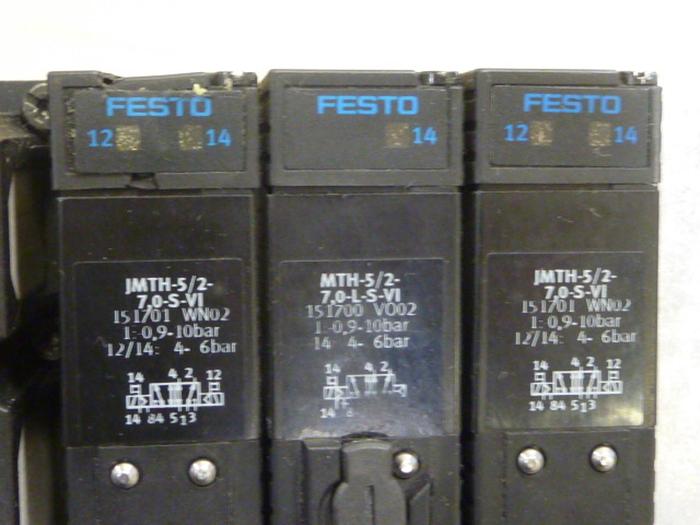 FESTO
12 14
JMTH-5/2-
7,0-S-VI
151701 WN02
1: -0,9-10bar
12/14: 4- 6bar
14 4 2 12
14 84 5 1 3
FESTO
14
MTH-5/2-
7,0-L-S-VI
151700 VO02
1: -0,9-10bar
14: 4- 6bar
14 4 2
14
FESTO
12 14
JMTH-5/2-
7,0-S-VI
151701 WN02
1: -0,9-10bar
12/14: 4- 6bar
14 4 2 12
14 84 5 1 3